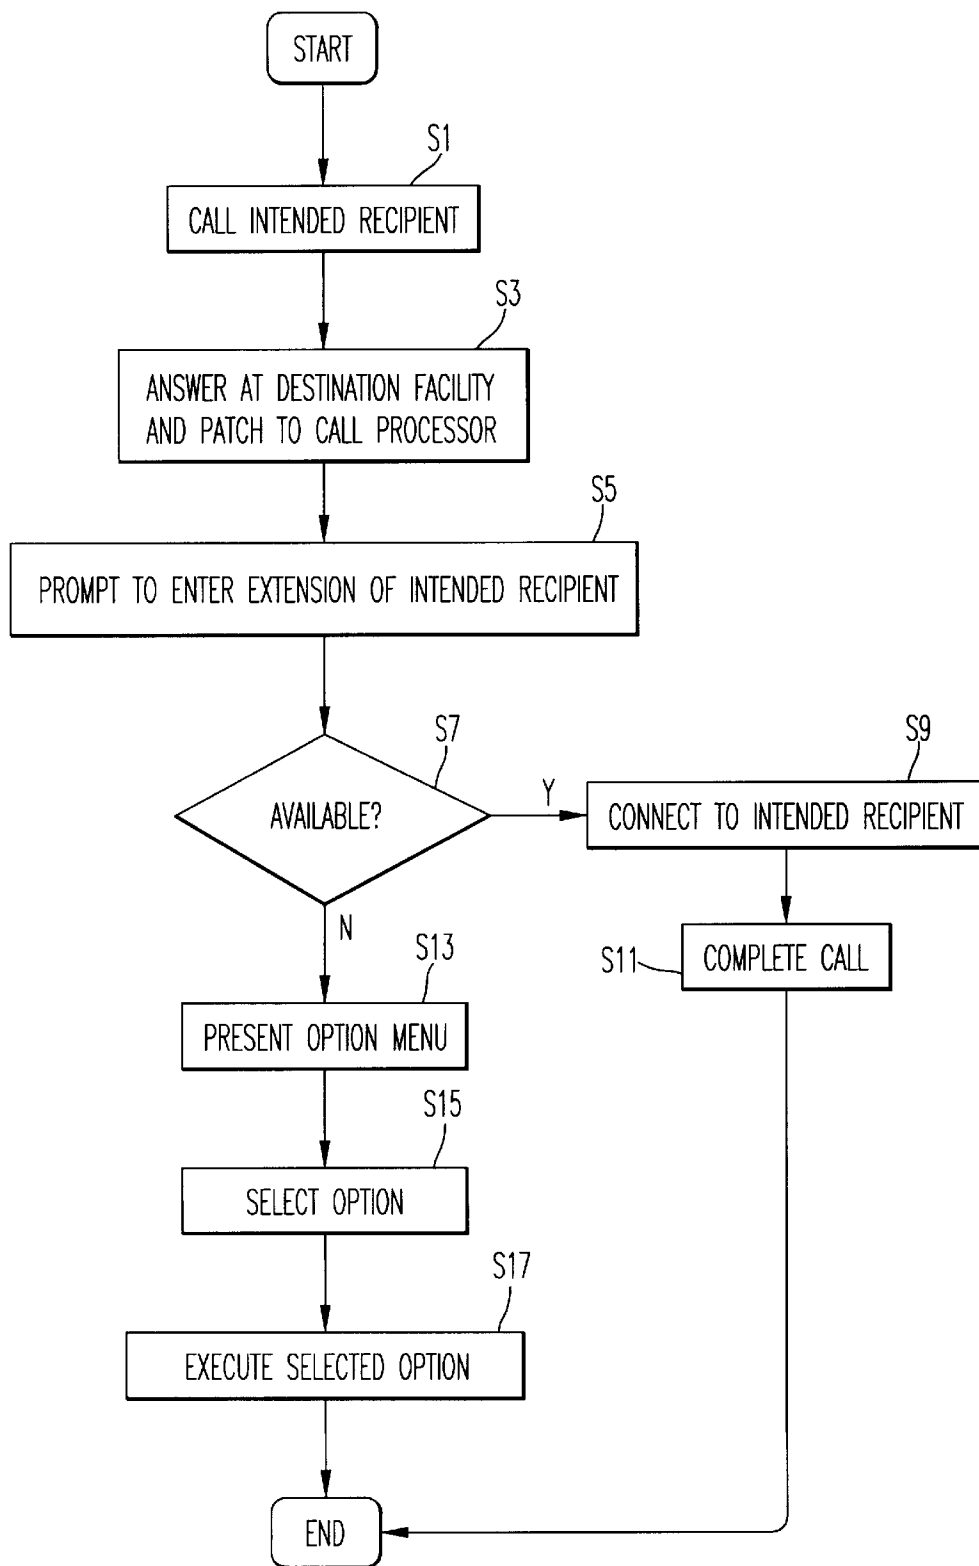 START
S1
CALL INTENDED RECIPIENT
S3
ANSWER AT DESTINATION FACILITY
AND PATCH TO CALL PROCESSOR
S5
PROMPT TO ENTER EXTENSION OF INTENDED RECIPIENT
S7
AVAILABLE?
Y
S9
CONNECT TO INTENDED RECIPIENT
N
S11
COMPLETE CALL
S13
PRESENT OPTION MENU
S15
SELECT OPTION
S17
EXECUTE SELECTED OPTION
END